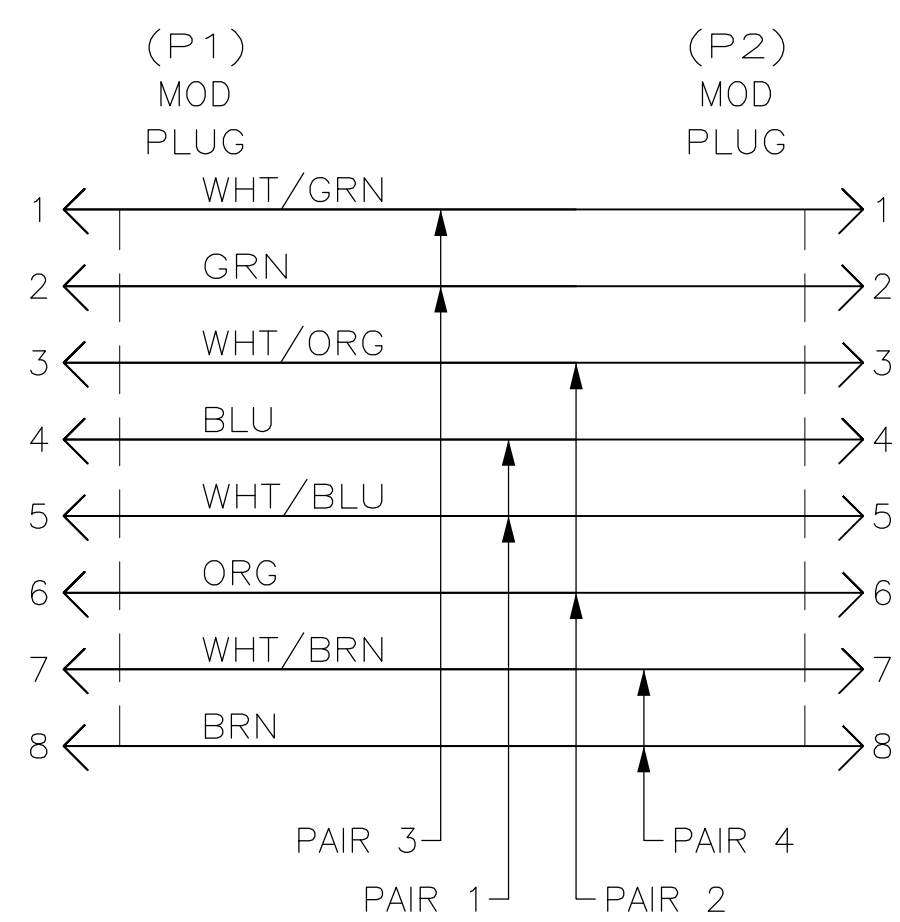 (P1) (P2)
MOD MOD
PLUG PLUG
1 WHT/GRN 1
2 GRN 2
3 WHT/ORG 3
4 BLU 4
5 WHT/BLU 5
6 ORG 6
7 WHT/BRN 7
8 BRN 8
PAIR 3 PAIR 4
PAIR 1 PAIR 2